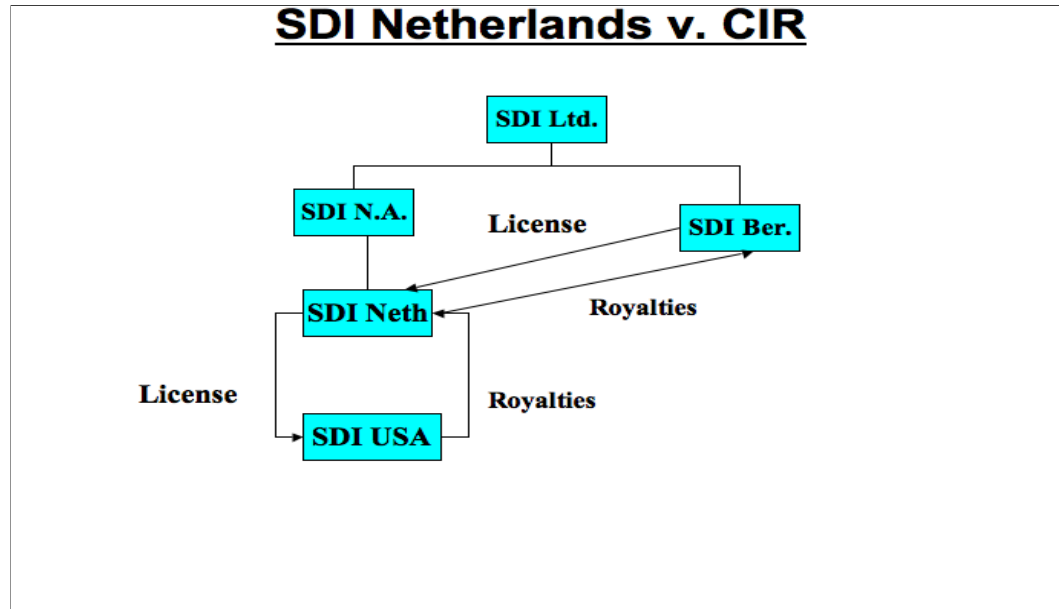 SDI Netherlands v. CIR
SDI Ltd.
SDI N.A.
License
SDI Ber.
SDI Neth
Royalties
License
Royalties
SDI USA